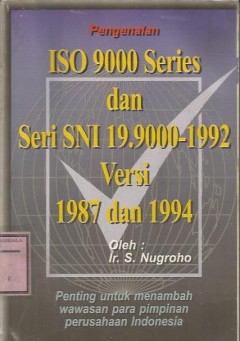 Pengenalan
ISO 9000 Series
dan
Seri SNI 19.9000-1992
Versi
1987 dan 1994
Oleh :
Ir. S. Nugroho
Penting untuk menambah
wawasan para pimpinan
perusahaan Indonesia